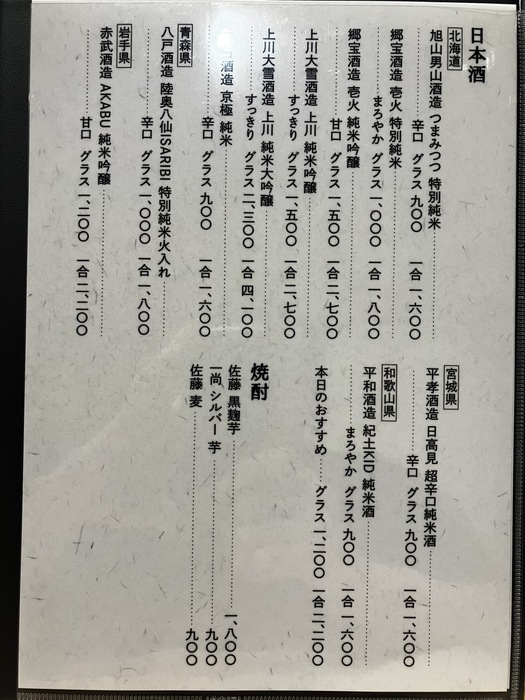 日本酒
北海道
旭山男山酒造 つまみつつ 特別純米
辛口 グラス 九〇〇 一合 一、六〇〇
郷宝酒造 壱火 特別純米
まろやか グラス 一、〇〇〇 一合 一、八〇〇
郷宝酒造 壱火 純米吟醸
甘口 グラス 一、五〇〇 一合 二、七〇〇
上川大雪酒造 上川 純米吟醸
すっきり グラス 一、五〇〇 一合 二、七〇〇
上川大雪酒造 上川 純米大吟醸
すっきり グラス 二、三〇〇 一合 四、一〇〇
酒造 京極 純米
辛口 グラス 九〇〇 一合 一、六〇〇
青森県
八戸酒造 陸奥八仙ISARIBI 特別純米火入れ
辛口 グラス 一、〇〇〇 一合 一、八〇〇
岩手県
赤武酒造 AKABU 純米吟醸
甘口 グラス 一、二〇〇 一合 二、二〇〇
宮城県
平孝酒造 日高見 超辛口純米酒
辛口 グラス 九〇〇 一合 一、六〇〇
和歌山県
平和酒造 紀土KID 純米酒
まろやか グラス 九〇〇 一合 一、六〇〇
本日のおすすめ グラス 一、二〇〇 一合 二、二〇〇
焼酎
佐藤 黒麹芋 一、八〇〇
一尚 シルバー 芋 九〇〇
佐藤 麦 九〇〇